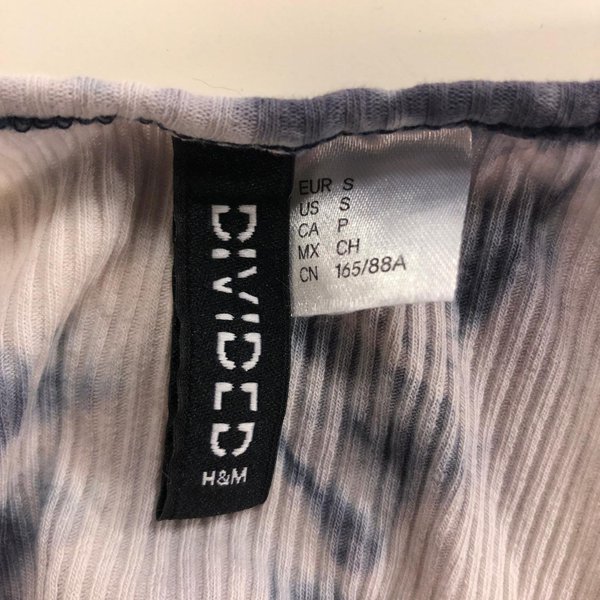 DIVIDED
H&M
EUR S
US S
CA P
MX CH
CN 165/88A